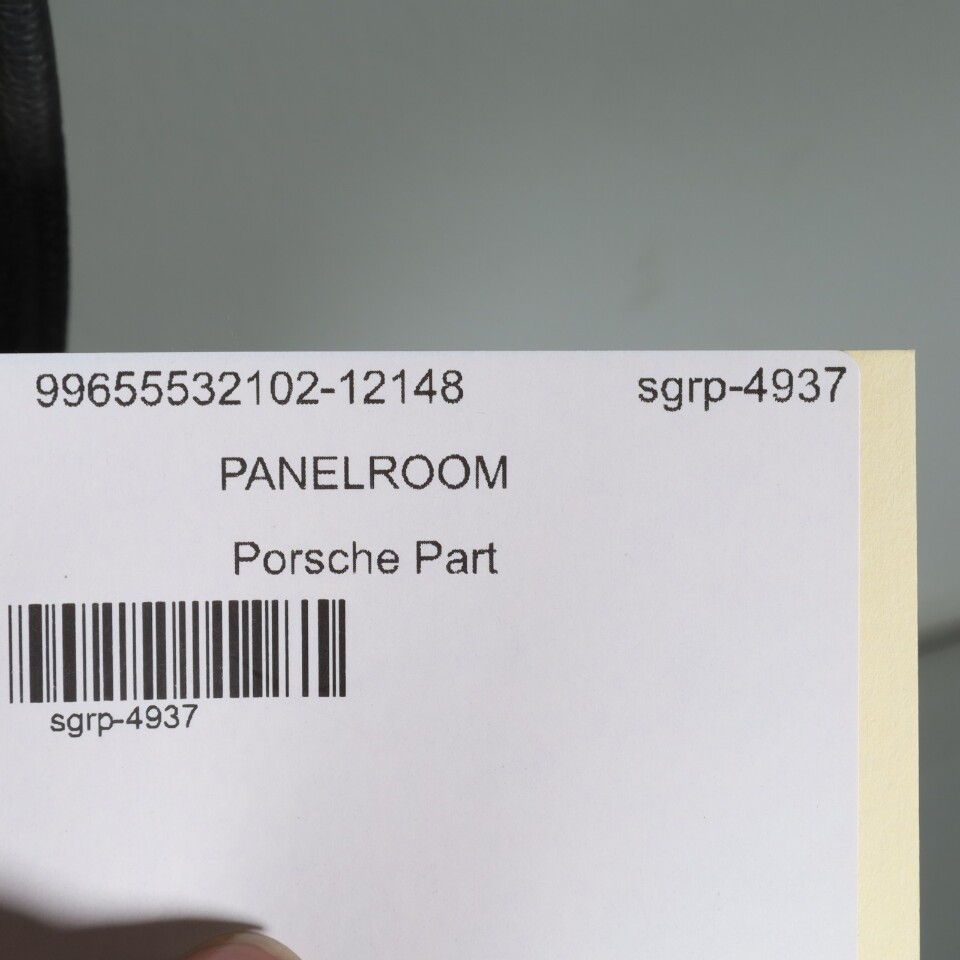 99655532102-12148 sgrp-4937
PANELROOM
Porsche Part
sgrp-4937